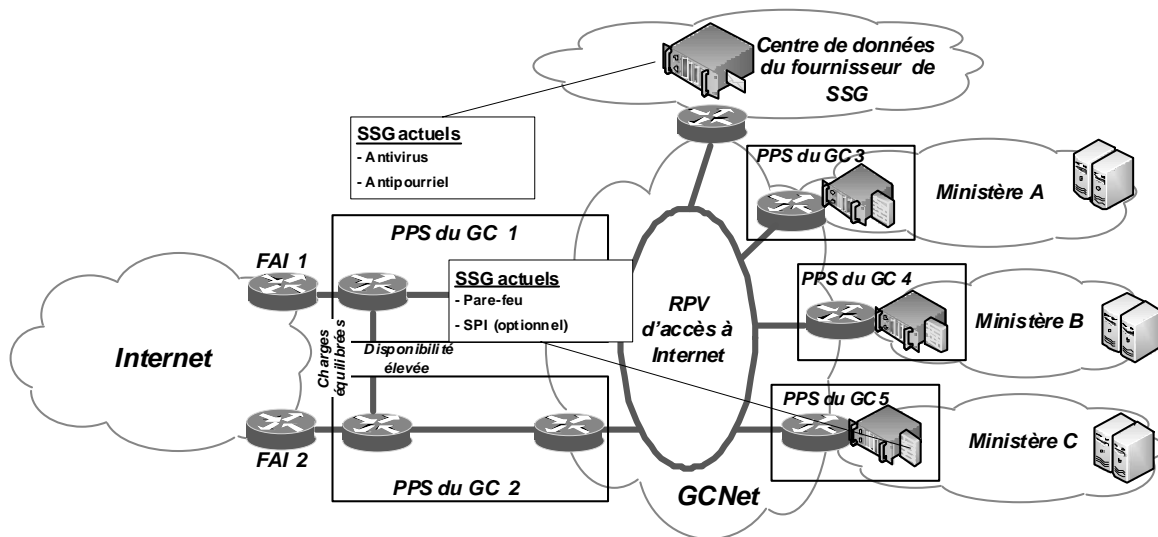 Centre de données
du fournisseur de
SSG
SSG actuels
- Antivirus
- Antipourriel
PPS du GC 3
Ministère A
PPS du GC 1
FAI 1
SSG actuels
- Pare-feu
- SPI (optionnel)
PPS du GC 4
Ministère B
RPV
d'accès à
Internet
Internet
Charges
équilibrées
Disponibilité
élevée
PPS du GC 5
Ministère C
FAI 2
PPS du GC 2
GCNet